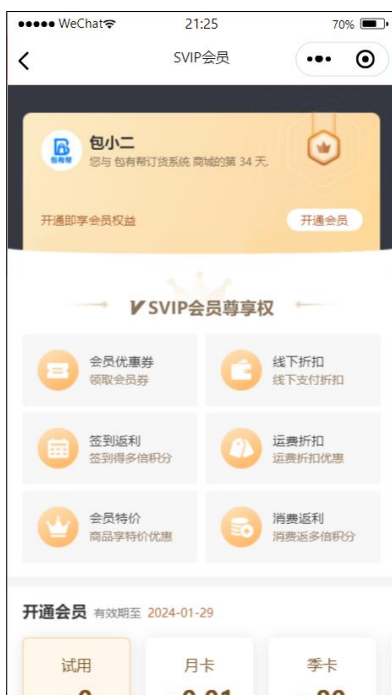 WeChat
21:25
70%
SVIP会员
包有帮
包小二
您与 包有帮订货系统 商城的第 34 天.
开通即享会员权益
开通会员
SVIP会员尊享权
会员优惠券
领取会员券
线下折扣
线下支付折扣
签到返利
签到得多倍积分
运费折扣
运费折扣优惠
会员特价
商品享特价优惠
消费返利
消费返多倍积分
开通会员 有效期至 2024-01-29
试用
月卡
季卡